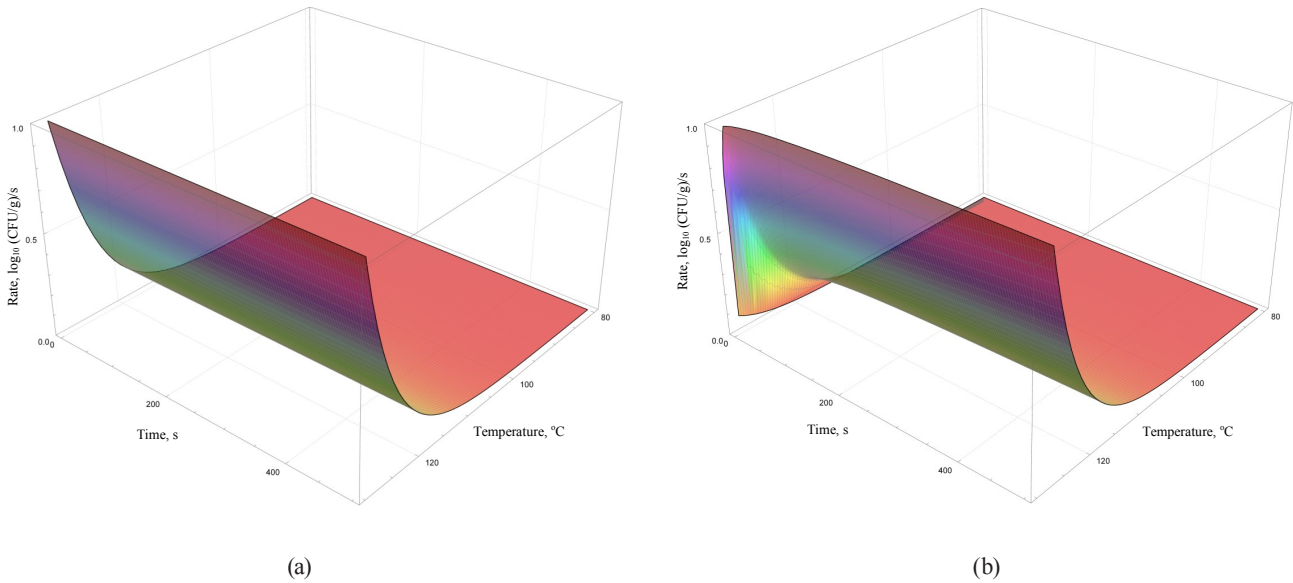 1.0
0.5
0.0
0
Rate, log₁₀ (CFU/g)/s
200
400
Time, s
80
100
120
Temperature, ºC
(a)
1.0
0.5
0.0
0
Rate, log₁₀ (CFU/g)/s
200
400
Time, s
80
100
120
Temperature, ºC
(b)